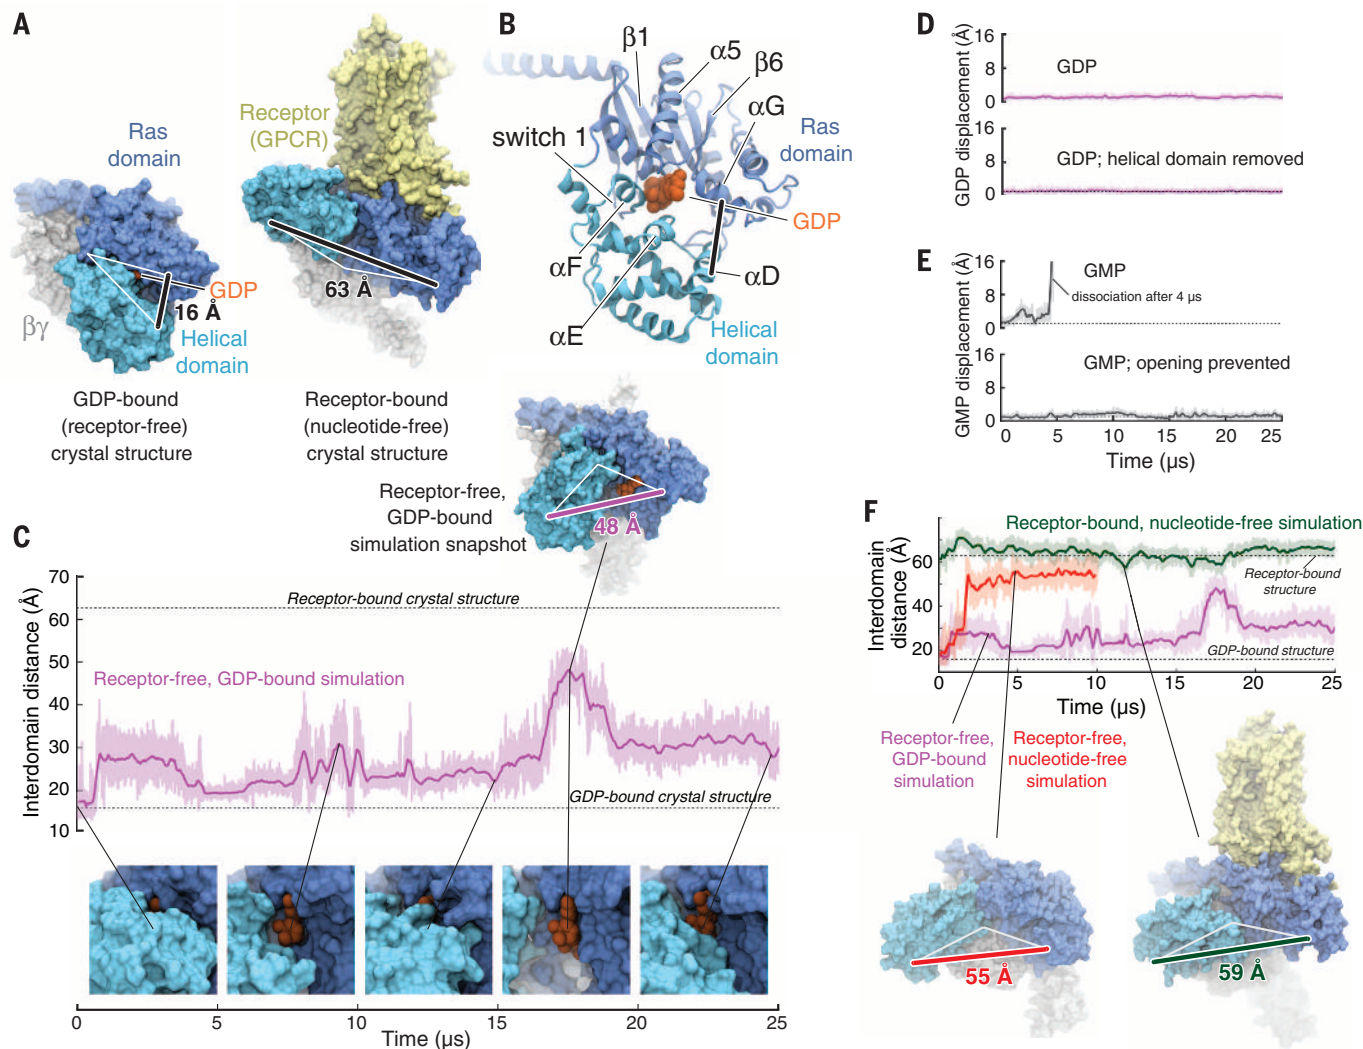 A
Ras
domain
GDP
16 Å
βγ
Helical
domain
GDP-bound
(receptor-free)
crystal structure
Receptor
(GPCR)
63 Å
Receptor-bound
(nucleotide-free)
crystal structure
B
β1
α5
β6
αG
switch 1
Ras
domain
GDP
αF
αD
αE
Helical
domain
Receptor-free,
GDP-bound
simulation snapshot
48 Å
C
Interdomain distance (Å)
70
60
50
40
30
20
10
Receptor-bound crystal structure
Receptor-free, GDP-bound simulation
GDP-bound crystal structure
0
5
10
15
20
25
Time (µs)
D
GDP displacement (Å)
16
8
0
GDP
16
8
0
GDP; helical domain removed
E
GMP displacement (Å)
16
8
0
GMP
dissociation after 4 µs
16
8
0
GMP; opening prevented
0
5
10
15
20
25
Time (µs)
F
Receptor-bound, nucleotide-free simulation
Interdomain
distance (Å)
60
40
20
Receptor-bound
structure
GDP-bound structure
0
5
10
15
20
25
Time (µs)
Receptor-free,
GDP-bound
simulation
Receptor-free,
nucleotide-free
simulation
55 Å
59 Å